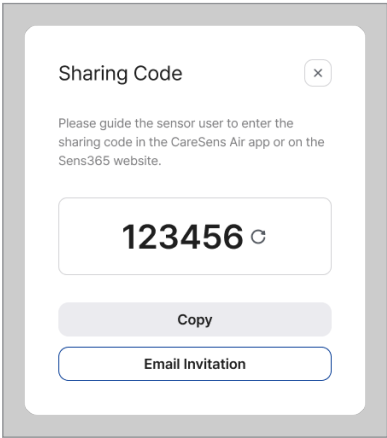 Sharing Code
Please guide the sensor user to enter the
sharing code in the CareSens Air app or on the
Sens365 website.
123456
Copy
Email Invitation